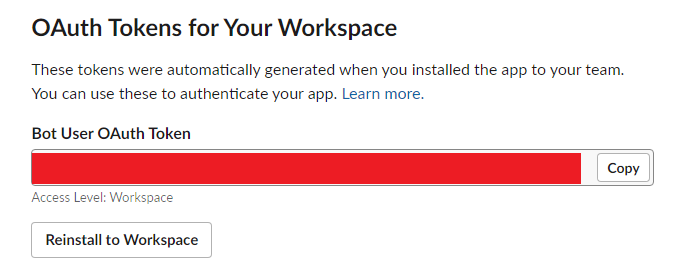 OAuth Tokens for Your Workspace
These tokens were automatically generated when you installed the app to your team.
You can use these to authenticate your app. Learn more.
Bot User OAuth Token
Copy
Access Level: Workspace
Reinstall to Workspace